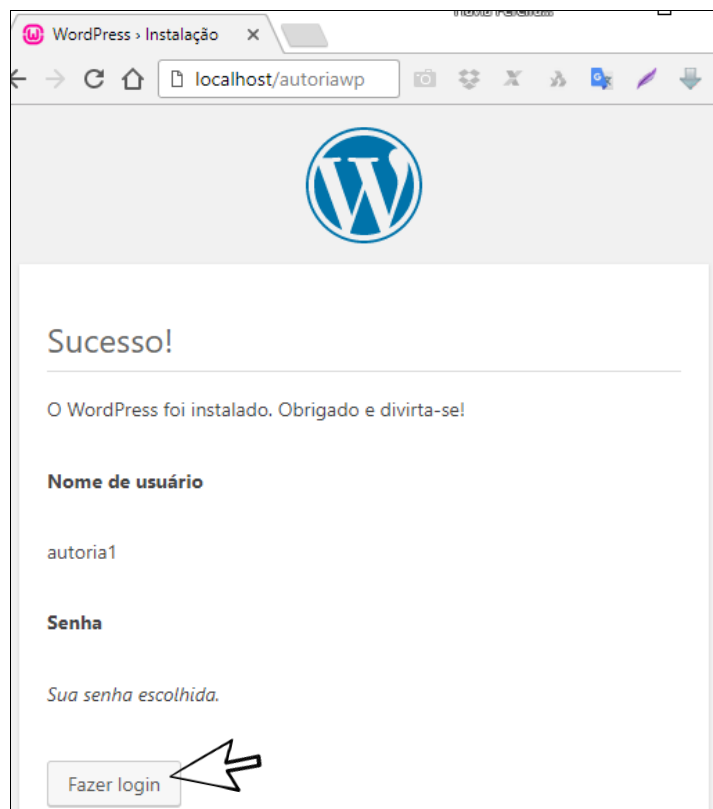 WordPress › Instalação
localhost/autoriawp
Sucesso!
O WordPress foi instalado. Obrigado e divirta-se!
Nome de usuário
autoria1
Senha
Sua senha escolhida.
Fazer login